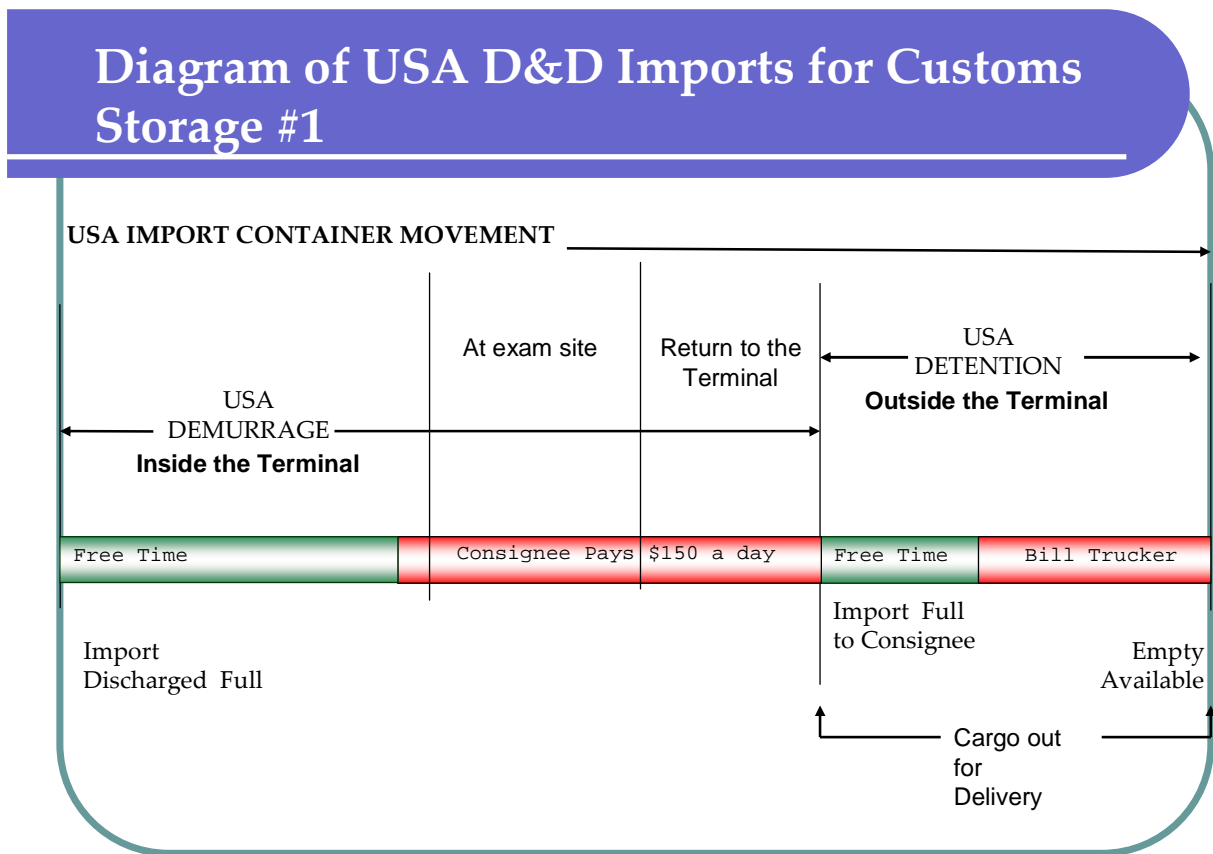 Diagram of USA D&D Imports for Customs
Storage #1
USA IMPORT CONTAINER MOVEMENT
At exam site
Return to the
Terminal
USA
DETENTION
Outside the Terminal
USA
DEMURRAGE
Inside the Terminal
Free Time
Consignee Pays $150 a day
Free Time
Bill Trucker
Import Discharged Full
Import Full
to Consignee
Empty
Available
Cargo out
for
Delivery